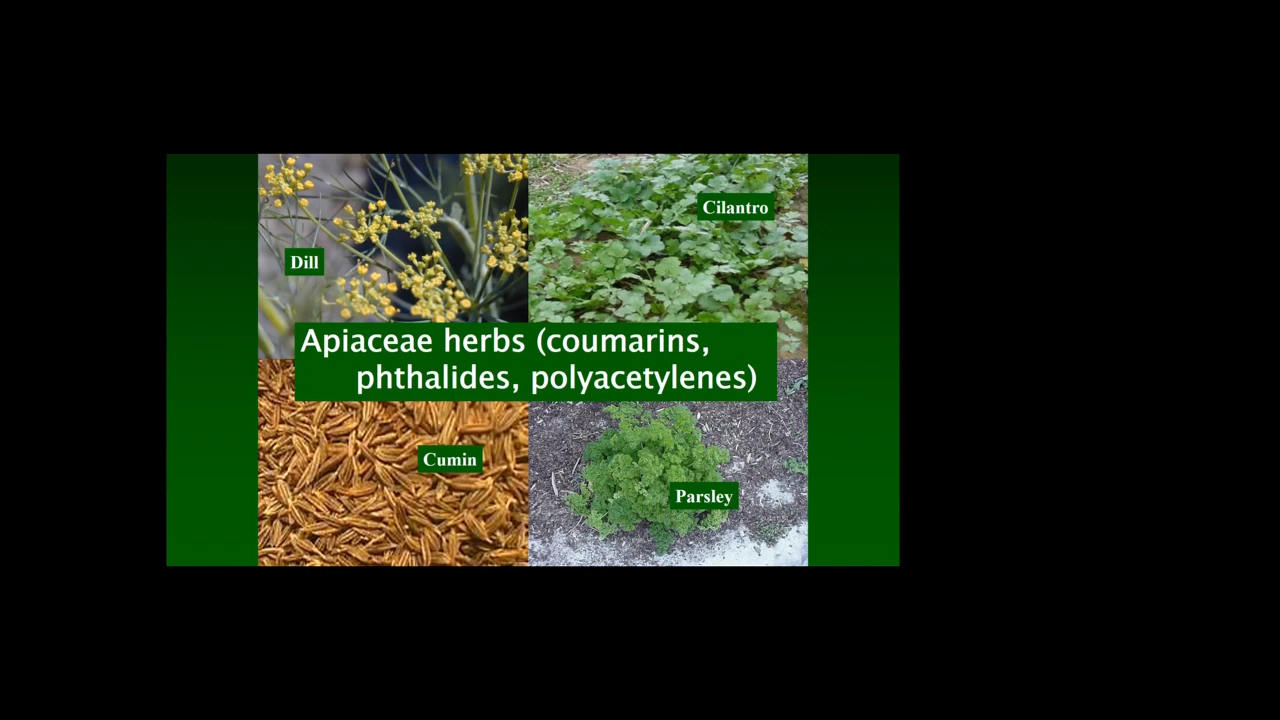 Cilantro
Dill
Apiaceae herbs (coumarins,
phthalides, polyacetylenes)
Cumin
Parsley